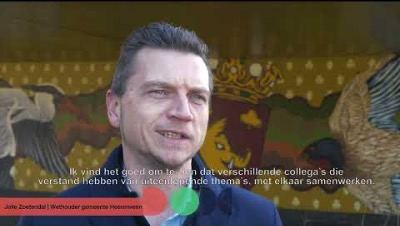 Ik vind het goed om te zien dat verschillende collega's die
verstand hebben van uiteenlopende thema's, met elkaar samenwerken.
Jelle Zoetendal | Wethouder gemeente Heerenveen